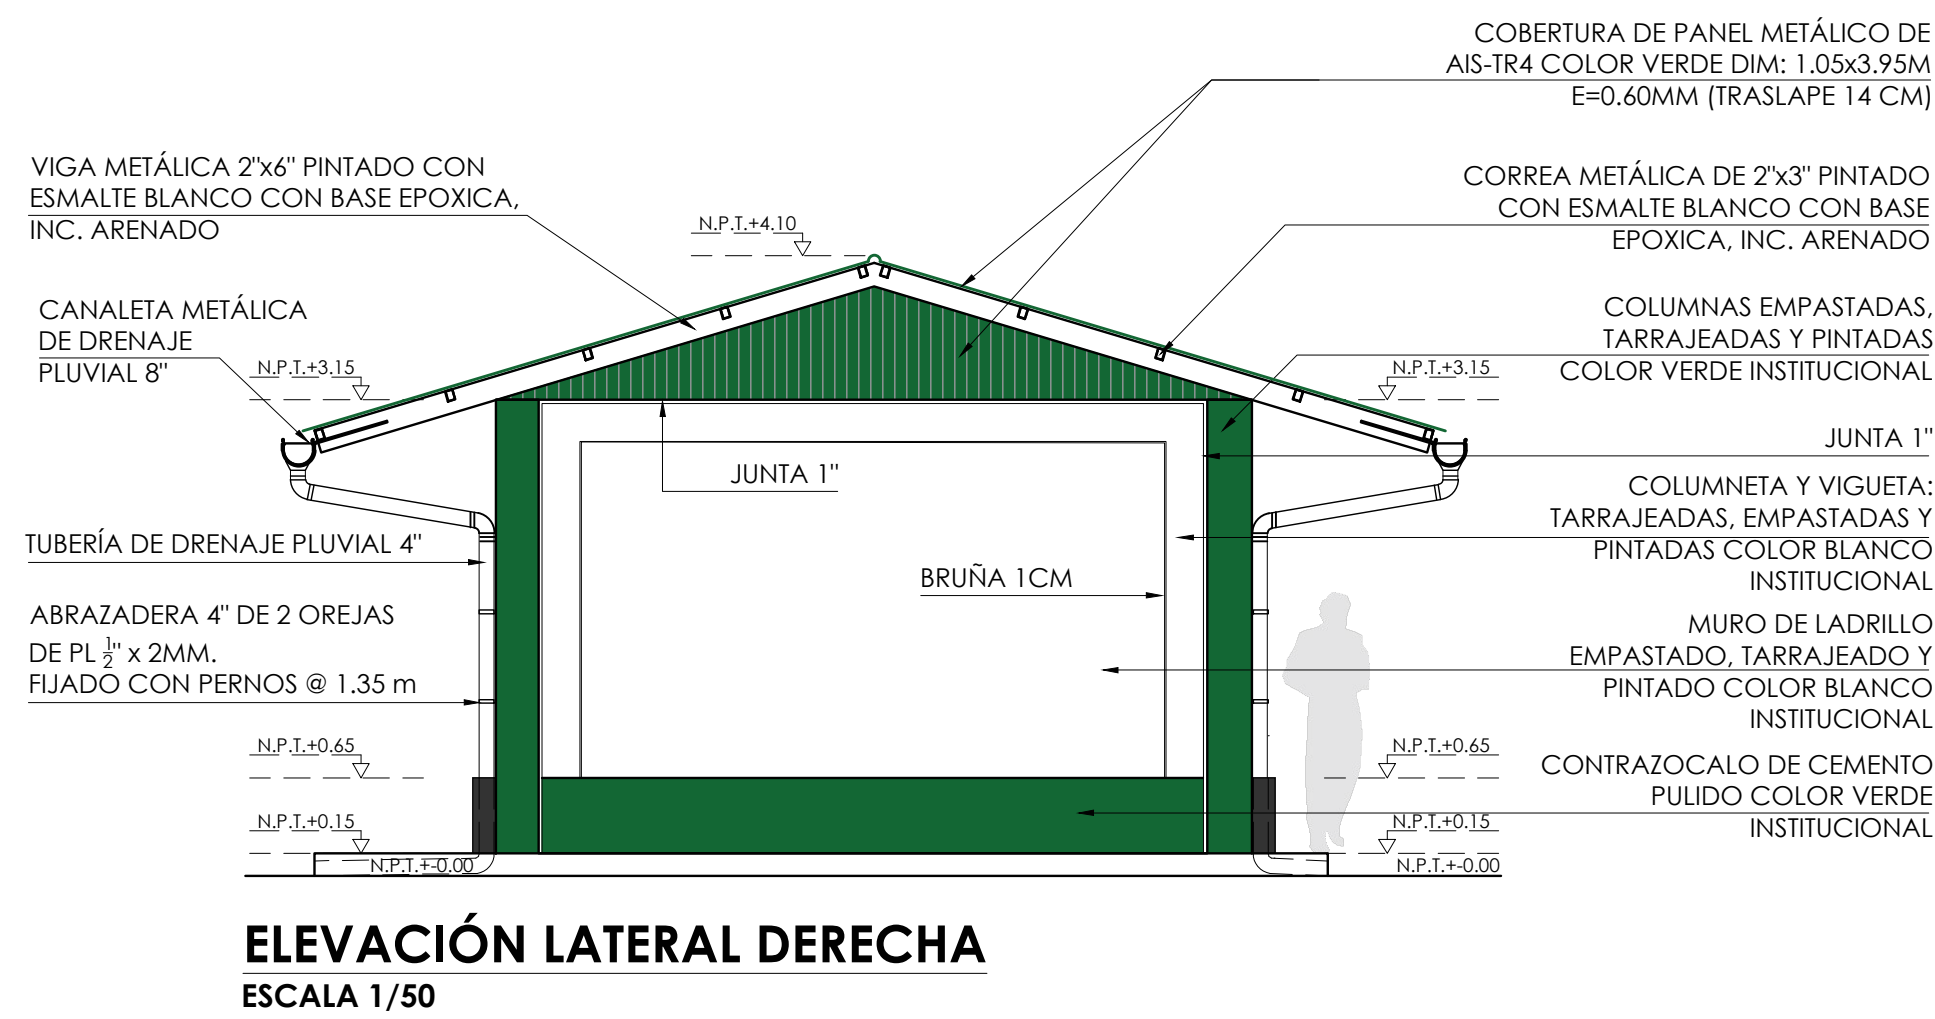 COBERTURA DE PANEL METÁLICO DE
AIS-TR4 COLOR VERDE DIM: 1.05x3.95M
E=0.60MM (TRASLAPE 14 CM)
VIGA METÁLICA 2"x6" PINTADO CON
ESMALTE BLANCO CON BASE EPOXICA,
INC. ARENADO
CORREA METÁLICA DE 2"x3" PINTADO
CON ESMALTE BLANCO CON BASE
EPOXICA, INC. ARENADO
N.P.T.+4.10
CANALETA METÁLICA
DE DRENAJE
PLUVIAL 8"
N.P.T.+3.15
COLUMNAS EMPASTADAS,
TARRAJEADAS Y PINTADAS
COLOR VERDE INSTITUCIONAL
N.P.T.+3.15
JUNTA 1"
JUNTA 1"
COLUMNETA Y VIGUETA:
TARRAJEADAS, EMPASTADAS Y
PINTADAS COLOR BLANCO
INSTITUCIONAL
TUBERÍA DE DRENAJE PLUVIAL 4"
BRUÑA 1CM
ABRAZADERA 4" DE 2 OREJAS
DE PL 1/2" x 2MM.
FIJADO CON PERNOS @ 1.35 m
MURO DE LADRILLO
EMPASTADO, TARRAJEADO Y
PINTADO COLOR BLANCO
INSTITUCIONAL
N.P.T.+0.65
N.P.T.+0.65
CONTRAZOCALO DE CEMENTO
PULIDO COLOR VERDE
INSTITUCIONAL
N.P.T.+0.15
N.P.T.+0.15
N.P.T.+-0.00
N.P.T.+-0.00
ELEVACIÓN LATERAL DERECHA
ESCALA 1/50